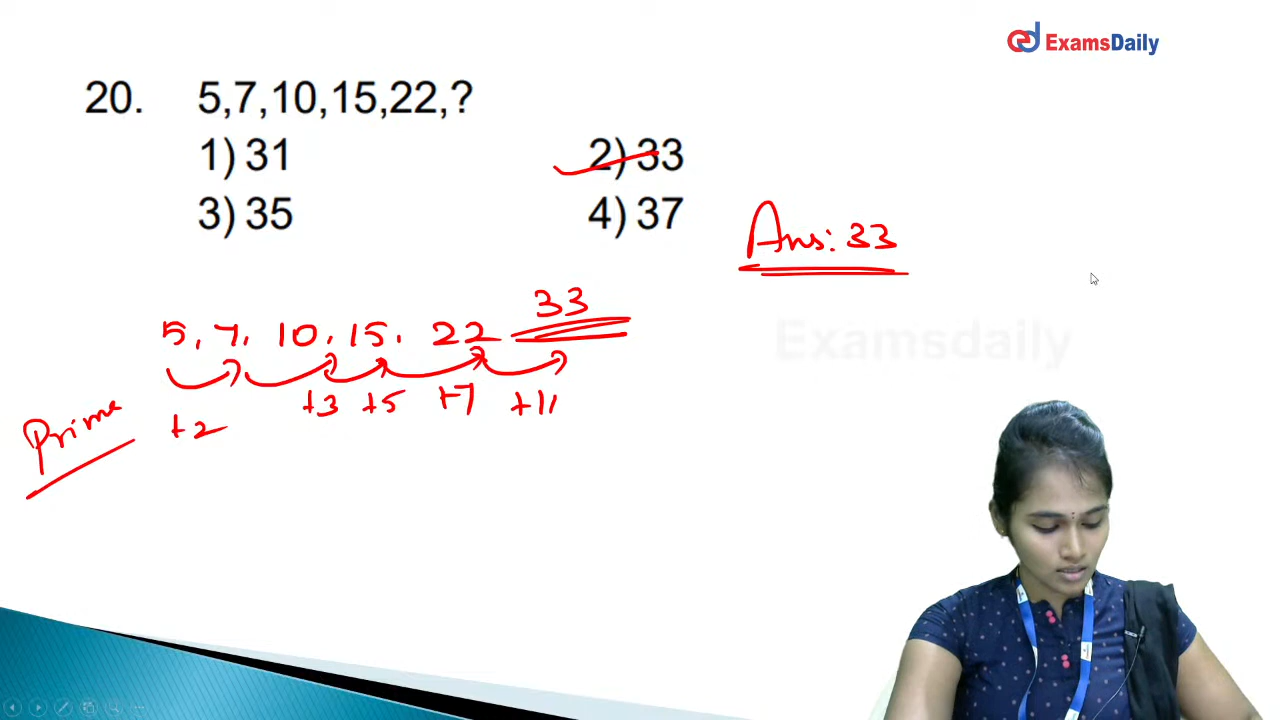 ExamsDaily
20. 5,7,10,15,22,?
1) 31 2) 33
3) 35 4) 37
Ans: 33
33
5, 7, 10, 15, 22
+3 +5 +7 +11
Prime +2
Examsdaily